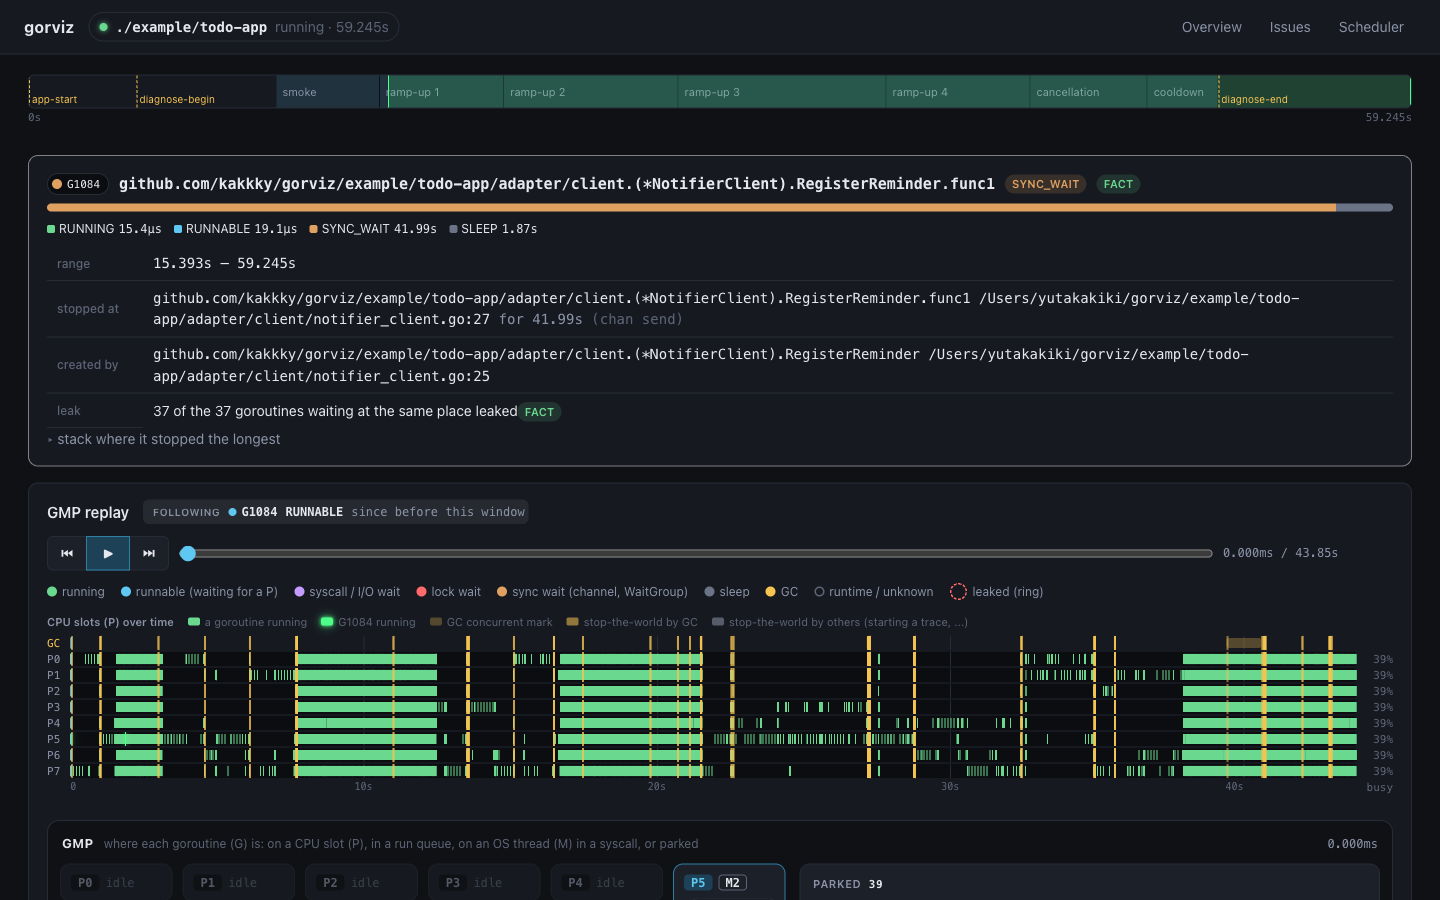 gorviz ./example/todo-app running · 59.245s Overview Issues Scheduler
app-start diagnose-begin smoke ramp-up 1 ramp-up 2 ramp-up 3 ramp-up 4 cancellation cooldown diagnose-end
0s 59.245s
G1084 github.com/kakkky/gorviz/example/todo-app/adapter/client.(*NotifierClient).RegisterReminder.func1 SYNC_WAIT FACT
RUNNING 15.4µs RUNNABLE 19.1µs SYNC_WAIT 41.99s SLEEP 1.87s
range 15.393s — 59.245s
stopped at github.com/kakkky/gorviz/example/todo-app/adapter/client.(*NotifierClient).RegisterReminder.func1 /Users/yutakakiki/gorviz/example/todo-
app/adapter/client/notifier_client.go:27 for 41.99s (chan send)
created by github.com/kakkky/gorviz/example/todo-app/adapter/client.(*NotifierClient).RegisterReminder /Users/yutakakiki/gorviz/example/todo-
app/adapter/client/notifier_client.go:25
leak 37 of the 37 goroutines waiting at the same place leaked FACT
▸ stack where it stopped the longest
GMP replay FOLLOWING G1084 RUNNABLE since before this window
0.000ms / 43.85s
running runnable (waiting for a P) syscall / I/O wait lock wait sync wait (channel, WaitGroup) sleep GC runtime / unknown leaked (ring)
CPU slots (P) over time a goroutine running G1084 running GC concurrent mark stop-the-world by GC stop-the-world by others (starting a trace, ...)
GC
P0 39%
P1 39%
P2 39%
P3 39%
P4 39%
P5 39%
P6 39%
P7 39%
0 10s 20s 30s 40s busy
GMP where each goroutine (G) is: on a CPU slot (P), in a run queue, on an OS thread (M) in a syscall, or parked 0.000ms
P0 idle P1 idle P2 idle P3 idle P4 idle P5 M2 PARKED 39